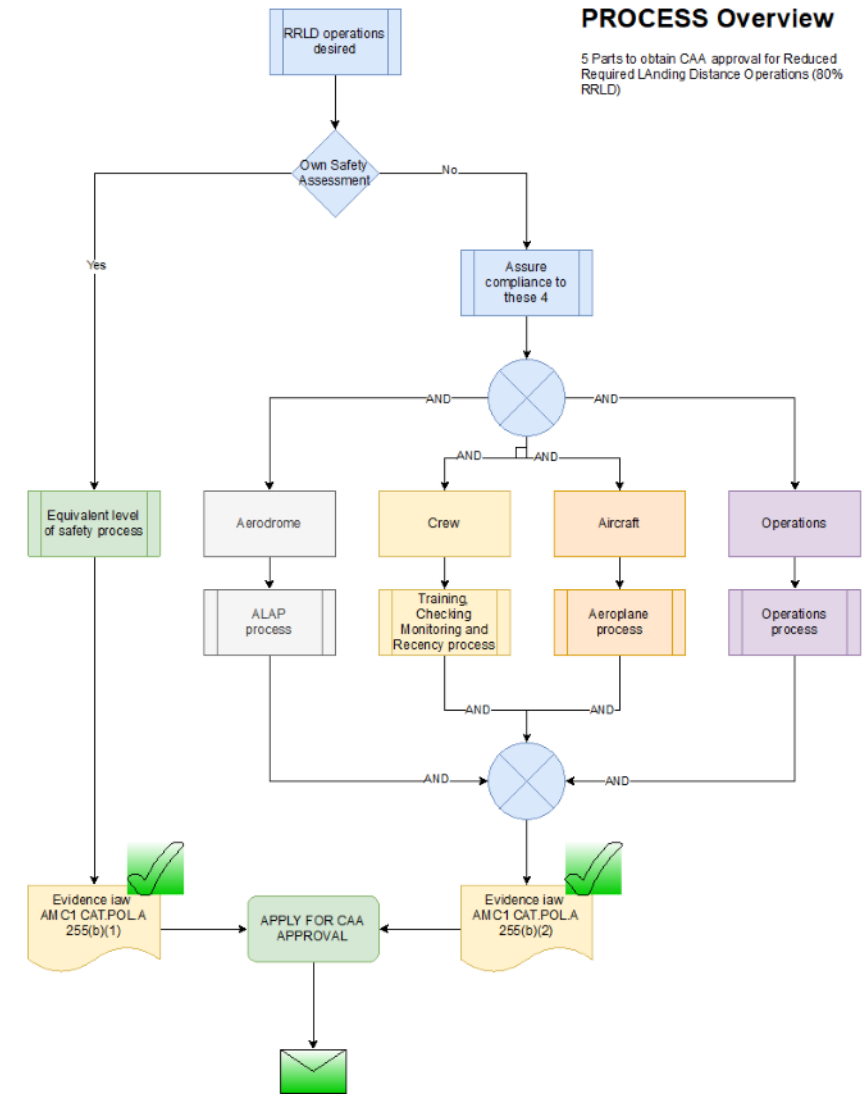 PROCESS Overview
5 Parts to obtain CAA approval for Reduced
Required LAnding Distance Operations (80%
RRLD)
RRLD operations
desired
Own Safety
Assessment
No
Yes
Assure
compliance to
these 4
AND
AND
AND
AND
Equivalent level
of safety process
Aerodrome
Crew
Aircraft
Operations
ALAP
process
Training,
Checking
Monitoring and
Recency process
Aeroplane
process
Operations
process
AND
AND
AND
AND
Evidence iaw
AMC1 CAT.POL.A
255(b)(1)
APPLY FOR CAA
APPROVAL
Evidence iaw
AMC1 CAT.POL.A
255(b)(2)